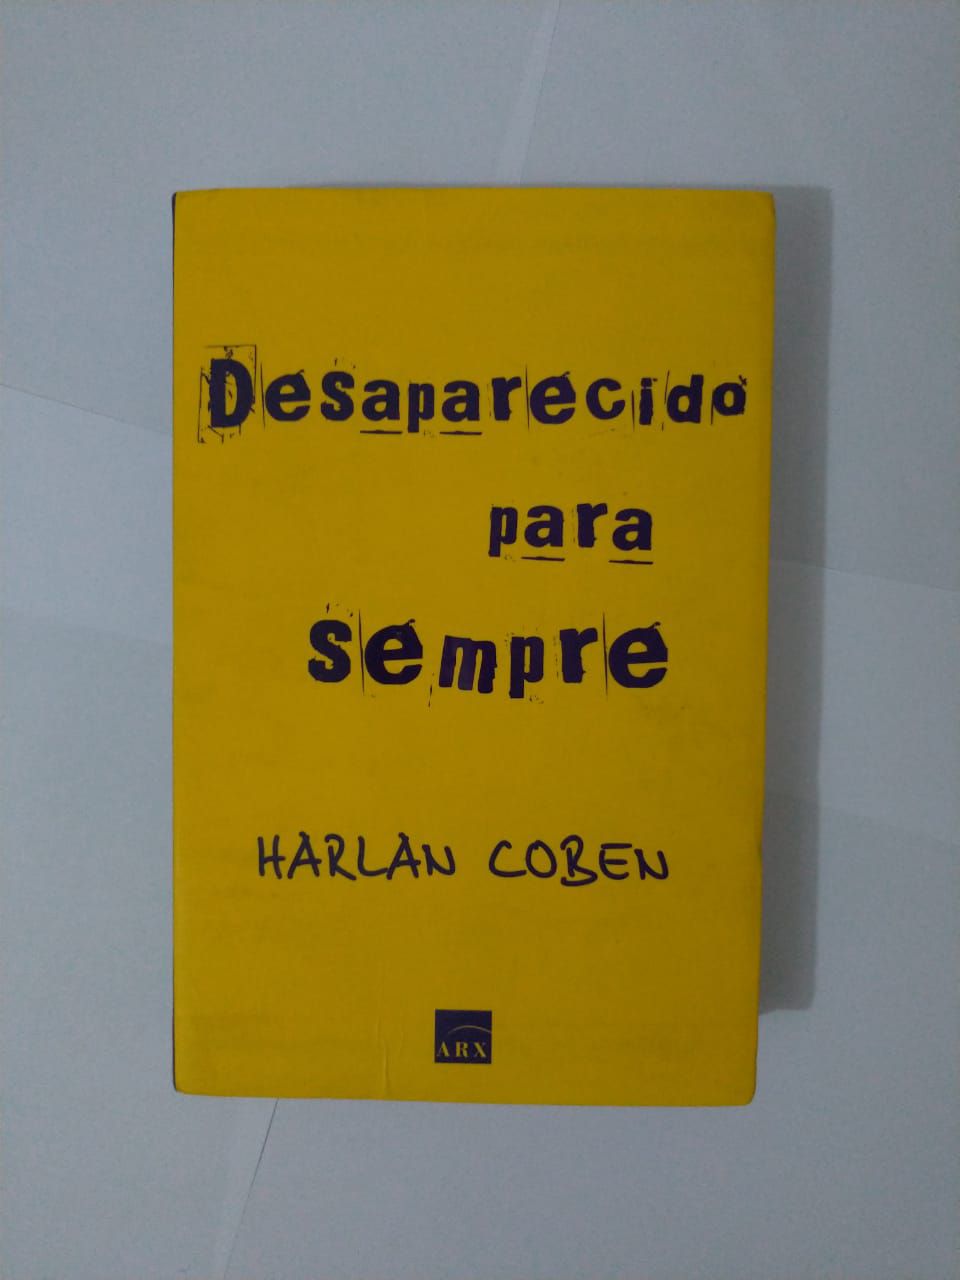 Desaparecido
para
sempre
HARLAN COBEN
ARX